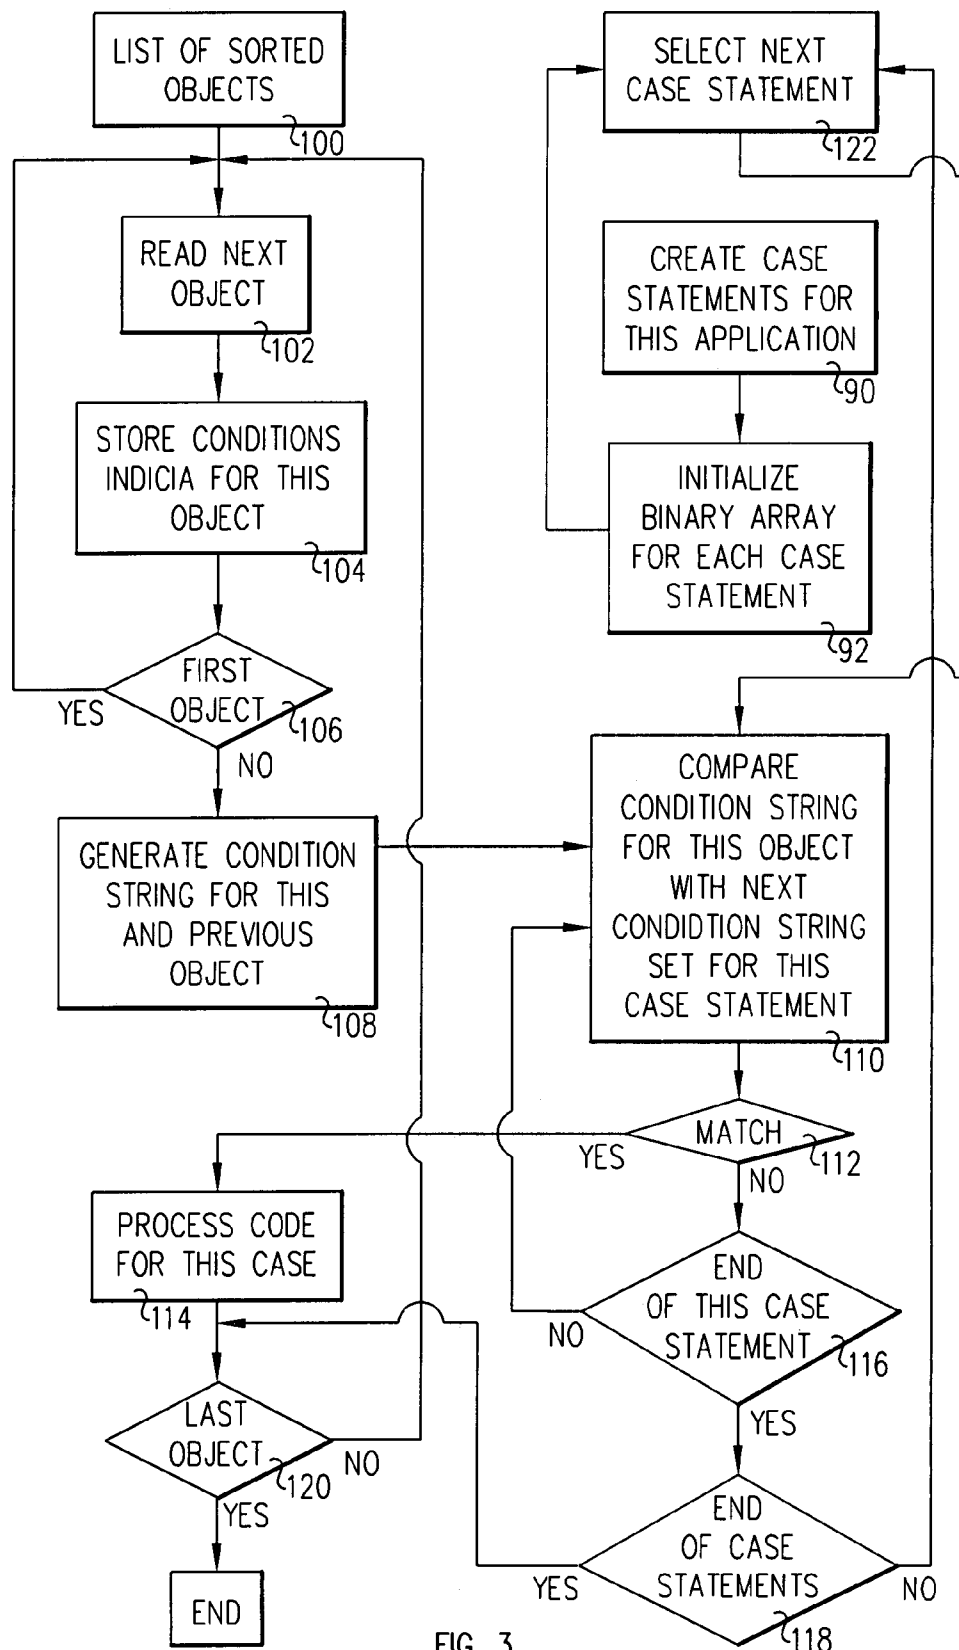 LIST OF SORTED
OBJECTS
100
READ NEXT
OBJECT
102
STORE CONDITIONS
INDICIA FOR THIS
OBJECT
104
FIRST
OBJECT
106
YES
NO
GENERATE CONDITION
STRING FOR THIS
AND PREVIOUS
OBJECT
108
SELECT NEXT
CASE STATEMENT
122
CREATE CASE
STATEMENTS FOR
THIS APPLICATION
90
INITIALIZE
BINARY ARRAY
FOR EACH CASE
STATEMENT
92
COMPARE
CONDITION STRING
FOR THIS OBJECT
WITH NEXT
CONDIDTION STRING
SET FOR THIS
CASE STATEMENT
110
MATCH
112
YES
NO
PROCESS CODE
FOR THIS CASE
114
END
OF THIS CASE
STATEMENT
116
NO
YES
LAST
OBJECT
120
NO
YES
END
OF CASE
STATEMENTS
118
YES
NO
END
FIG. 3